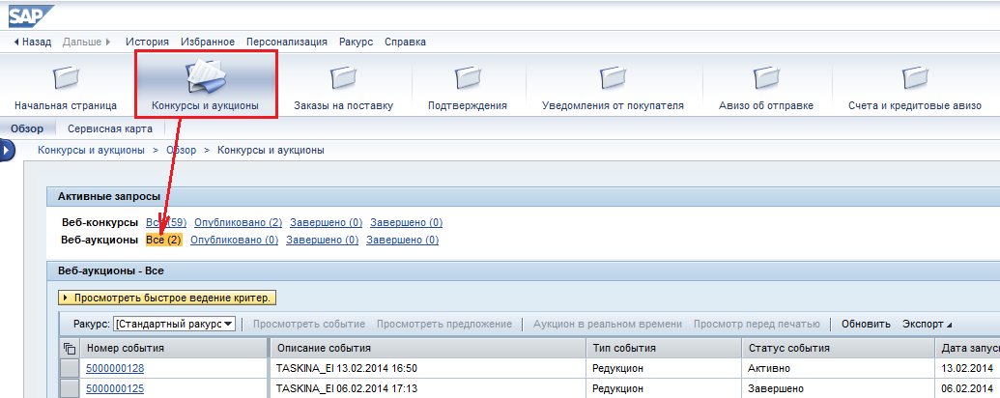 SAP
Назад Дальше История Избранное Персонализация Ракурс Справка
Начальная страница Конкурсы и аукционы Заказы на поставку Подтверждения Уведомления от покупателя Авизо об отправке Счета и кредитовые авизо
Обзор Сервисная карта
Конкурсы и аукционы > Обзор > Конкурсы и аукционы
Активные запросы
Веб-конкурсы Все (59) Опубликовано (2) Завершено (0) Завершено (0)
Веб-аукционы Все (2) Опубликовано (0) Завершено (0) Завершено (0)
Веб-аукционы - Все
Просмотреть быстрое ведение критер.
Ракурс: [Стандартный ракурс Просмотреть событие Просмотреть предложение Аукцион в реальном времени Просмотр перед печатью Обновить Экспорт
Номер события Описание события Тип события Статус события Дата запус
5000000128 TASKINA_EI 13.02.2014 16:50 Редукцион Активно 13.02.2014
5000000125 TASKINA_EI 06.02.2014 17:13 Редукцион Завершено 06.02.2014